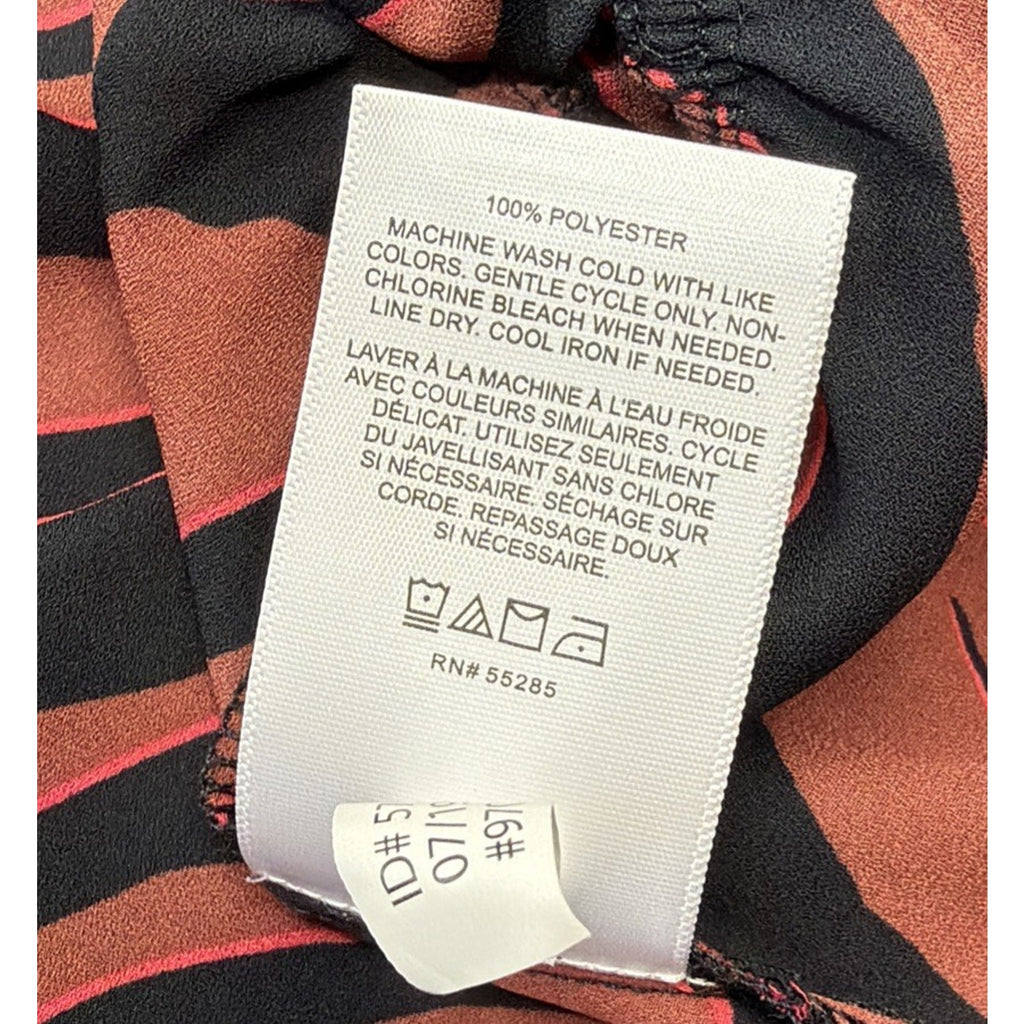 100% POLYESTER
MACHINE WASH COLD WITH LIKE
COLORS. GENTLE CYCLE ONLY. NON-
CHLORINE BLEACH WHEN NEEDED.
LINE DRY. COOL IRON IF NEEDED.
LAVER À LA MACHINE À L'EAU FROIDE
AVEC COULEURS SIMILAIRES. CYCLE
DÉLICAT. UTILISEZ SEULEMENT
DU JAVELLISANT SANS CHLORE
SI NÉCESSAIRE. SÉCHAGE SUR
CORDE. REPASSAGE DOUX
SI NÉCESSAIRE.
RN# 55285
ID#